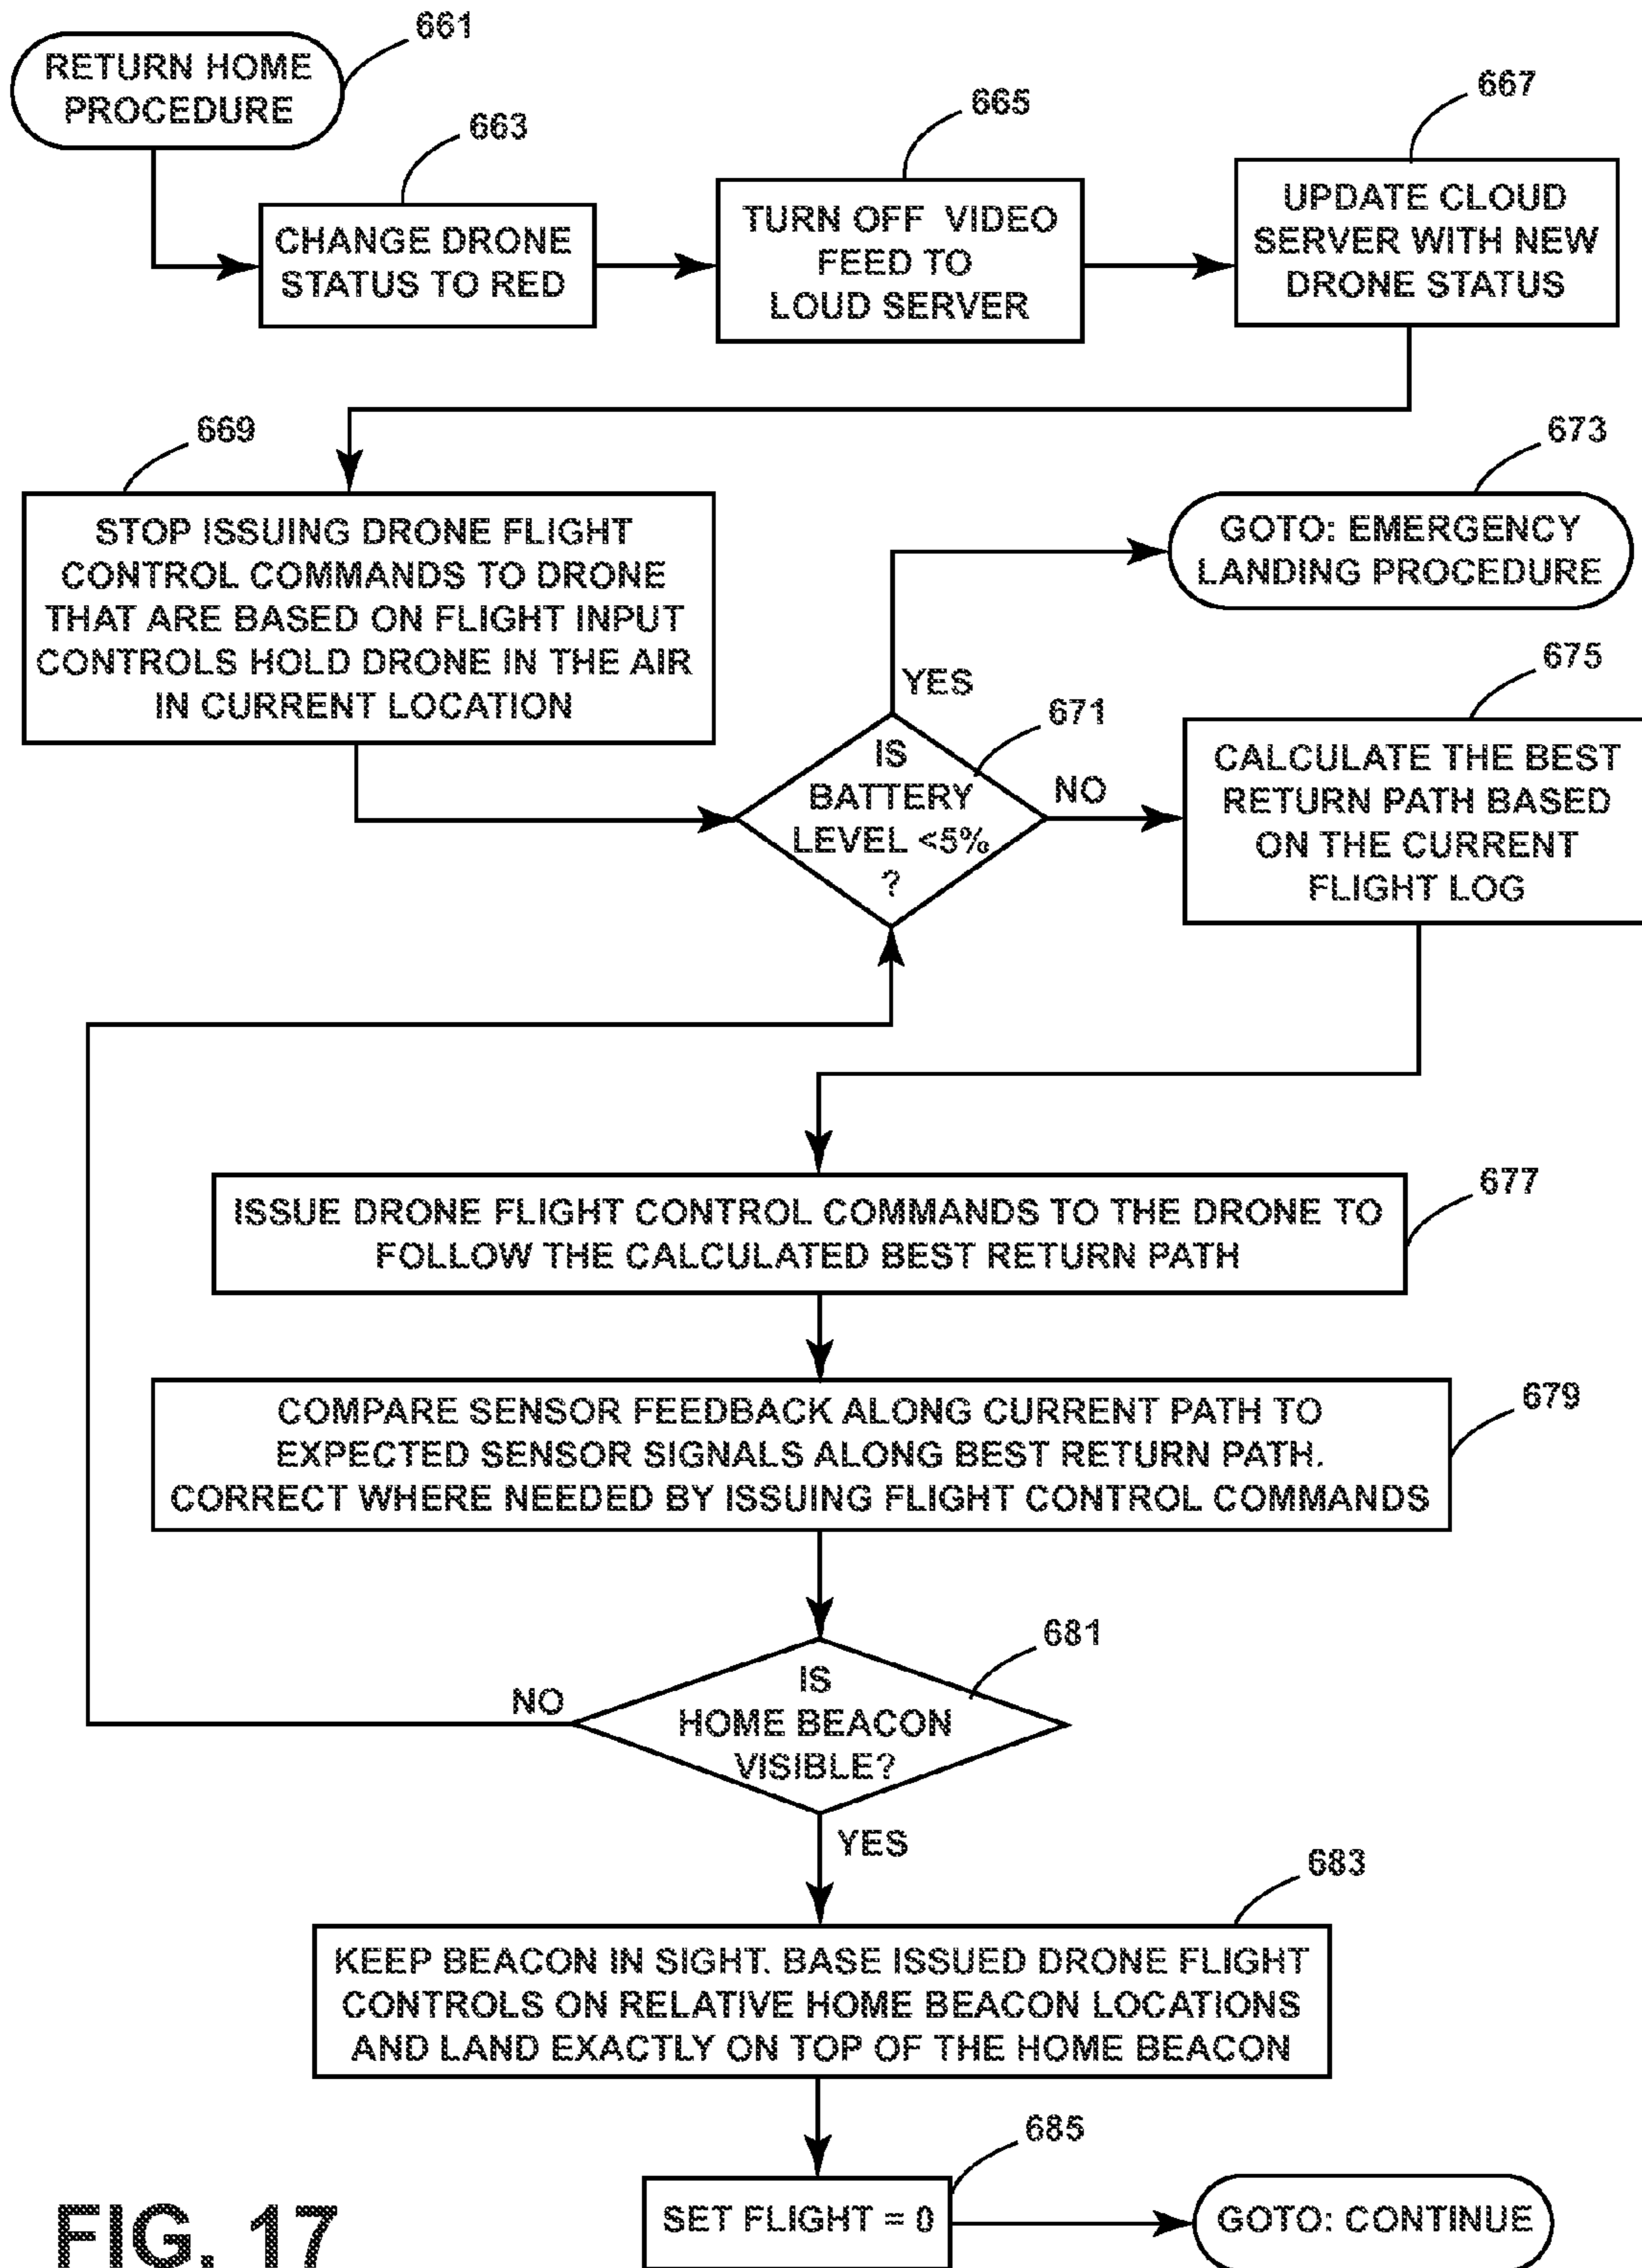 661
RETURN HOME
PROCEDURE
663
CHANGE DRONE
STATUS TO RED
665
TURN OFF VIDEO
FEED TO
LOUD SERVER
667
UPDATE CLOUD
SERVER WITH NEW
DRONE STATUS
669
STOP ISSUING DRONE FLIGHT
CONTROL COMMANDS TO DRONE
THAT ARE BASED ON FLIGHT INPUT
CONTROLS HOLD DRONE IN THE AIR
IN CURRENT LOCATION
673
GOTO: EMERGENCY
LANDING PROCEDURE
YES
671
IS
BATTERY
LEVEL <5%
?
NO
675
CALCULATE THE BEST
RETURN PATH BASED
ON THE CURRENT
FLIGHT LOG
677
ISSUE DRONE FLIGHT CONTROL COMMANDS TO THE DRONE TO
FOLLOW THE CALCULATED BEST RETURN PATH
679
COMPARE SENSOR FEEDBACK ALONG CURRENT PATH TO
EXPECTED SENSOR SIGNALS ALONG BEST RETURN PATH.
CORRECT WHERE NEEDED BY ISSUING FLIGHT CONTROL COMMANDS
681
IS
HOME BEACON
VISIBLE?
NO
YES
683
KEEP BEACON IN SIGHT. BASE ISSUED DRONE FLIGHT
CONTROLS ON RELATIVE HOME BEACON LOCATIONS
AND LAND EXACTLY ON TOP OF THE HOME BEACON
685
SET FLIGHT = 0
GOTO: CONTINUE
FIG. 17